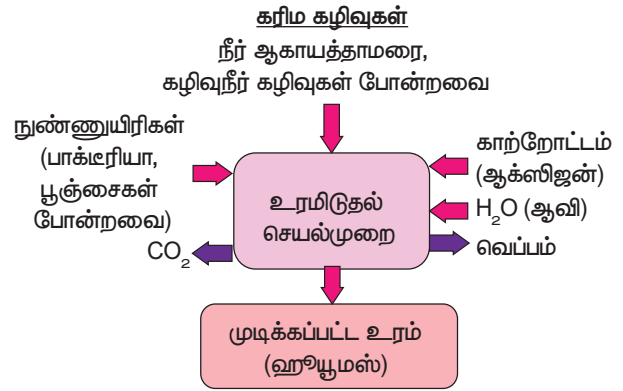 கரிம கழிவுகள்
நீர் ஆகாயத்தாமரை,
கழிவுநீர் கழிவுகள் போன்றவை
நுண்ணுயிரிகள்
(பாக்டீரியா,
பூஞ்சைகள்
போன்றவை)
CO₂
உரமிடுதல்
செயல்முறை
காற்றோட்டம்
(ஆக்ஸிஜன்)
H₂O (ஆவி)
வெப்பம்
முடிக்கப்பட்ட உரம்
(ஹியூமஸ்)